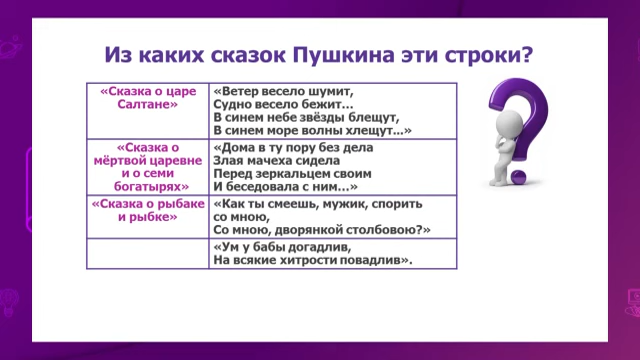 Из каких сказок Пушкина эти строки?
«Сказка о царе
Салтане»
«Ветер весело шумит,
Судно весело бежит…
В синем небе звёзды блещут,
В синем море волны хлещут...»
«Сказка о
мёртвой царевне
и о семи
богатырях»
«Дома в ту пору без дела
Злая мачеха сидела
Перед зеркальцем своим
И беседовала с ним…»
«Сказка о рыбаке
и рыбке»
«Как ты смеешь, мужик, спорить
со мною,
Со мною, дворянкой столбовою?»
«Ум у бабы догадлив,
На всякие хитрости повадлив».